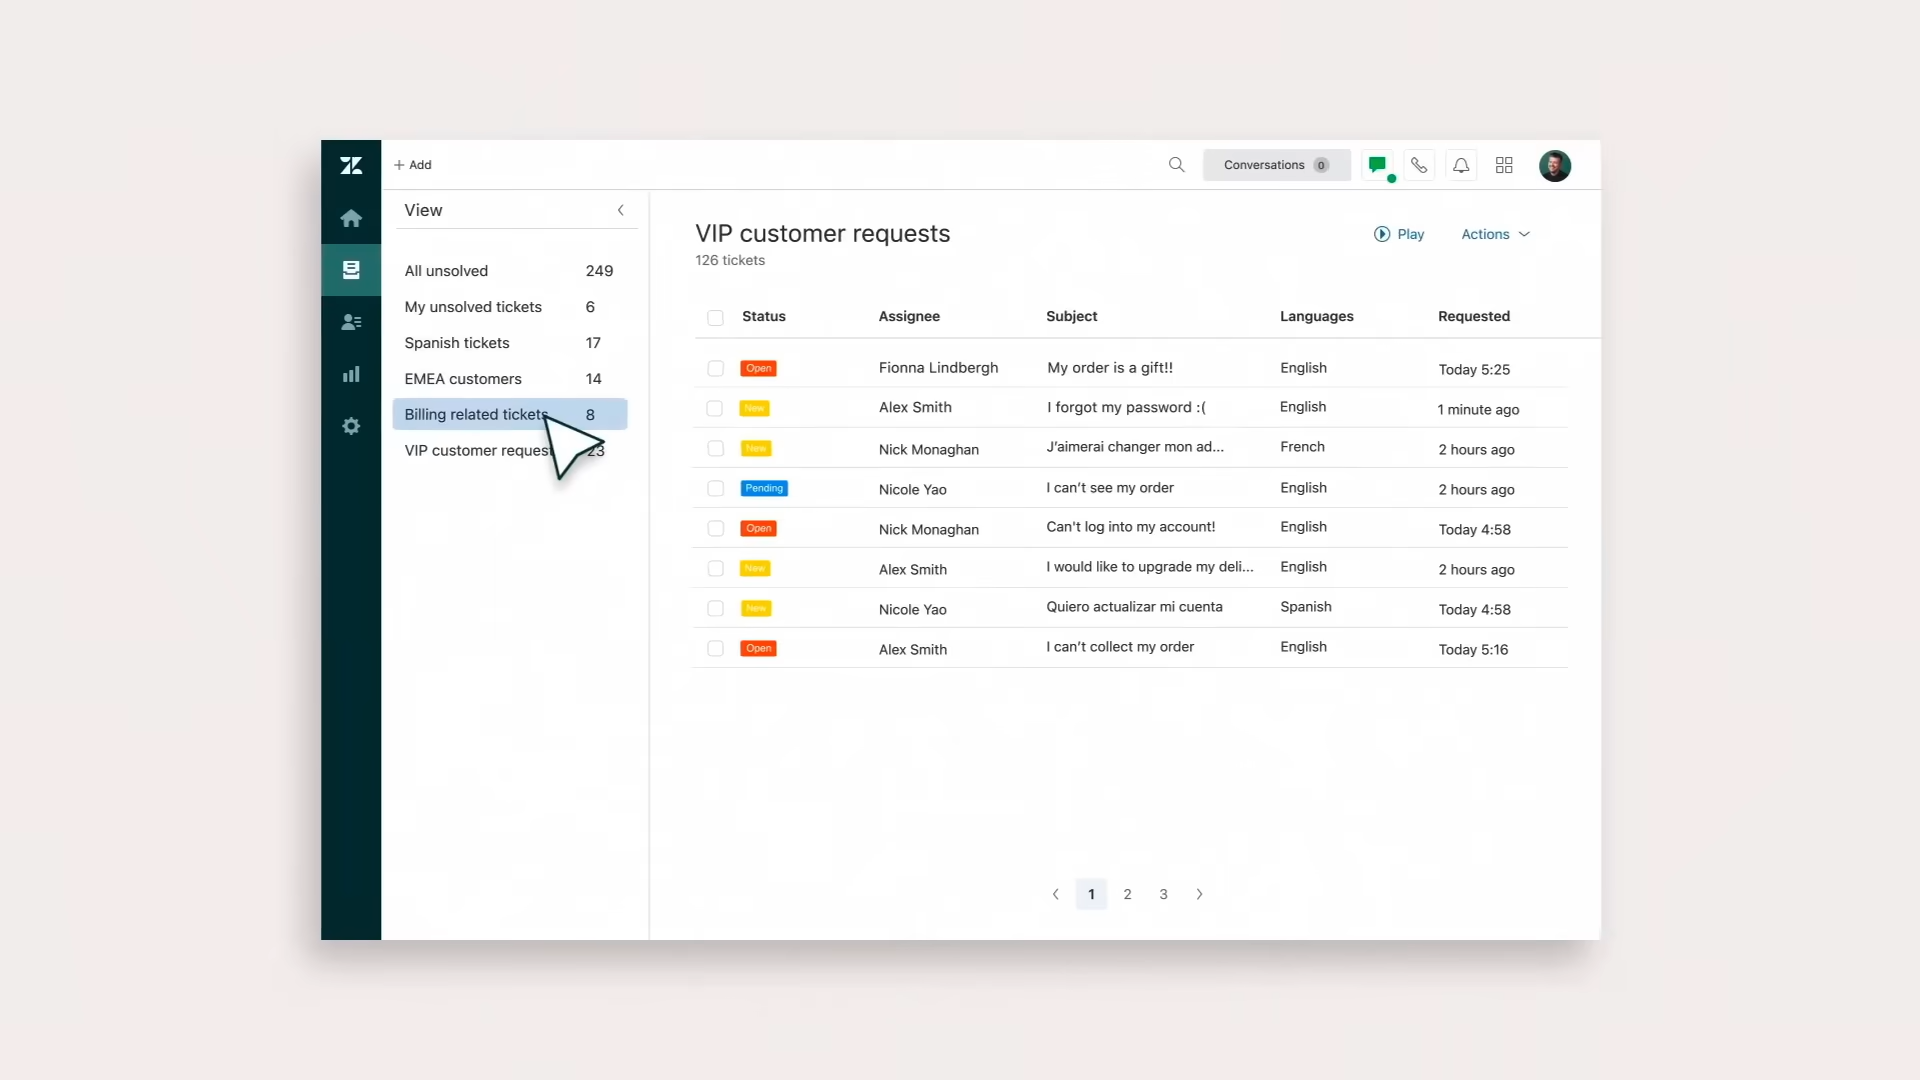 + Add
Conversations 0
View
All unsolved 249
My unsolved tickets 6
Spanish tickets 17
EMEA customers 14
Billing related tickets 8
VIP customer request 23
VIP customer requests
126 tickets
Play
Actions
Status Assignee Subject Languages Requested
Open Fionna Lindbergh My order is a gift!! English Today 5:25
New Alex Smith I forgot my password :( English 1 minute ago
New Nick Monaghan J’aimerai changer mon ad... French 2 hours ago
Pending Nicole Yao I can’t see my order English 2 hours ago
Open Nick Monaghan Can't log into my account! English Today 4:58
New Alex Smith I would like to upgrade my deli... English 2 hours ago
New Nicole Yao Quiero actualizar mi cuenta Spanish Today 4:58
Open Alex Smith I can’t collect my order English Today 5:16
1 2 3